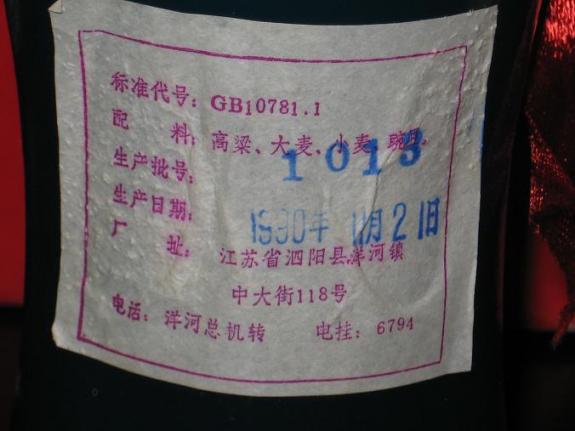 标准代号：GB10781.1
配　料：高粱、大麦、小麦、豌豆。
生产批号：1013
生产日期：1990年11月2日
厂　址：江苏省泗阳县洋河镇
中大街118号
电话：洋河总机转　电挂：6794